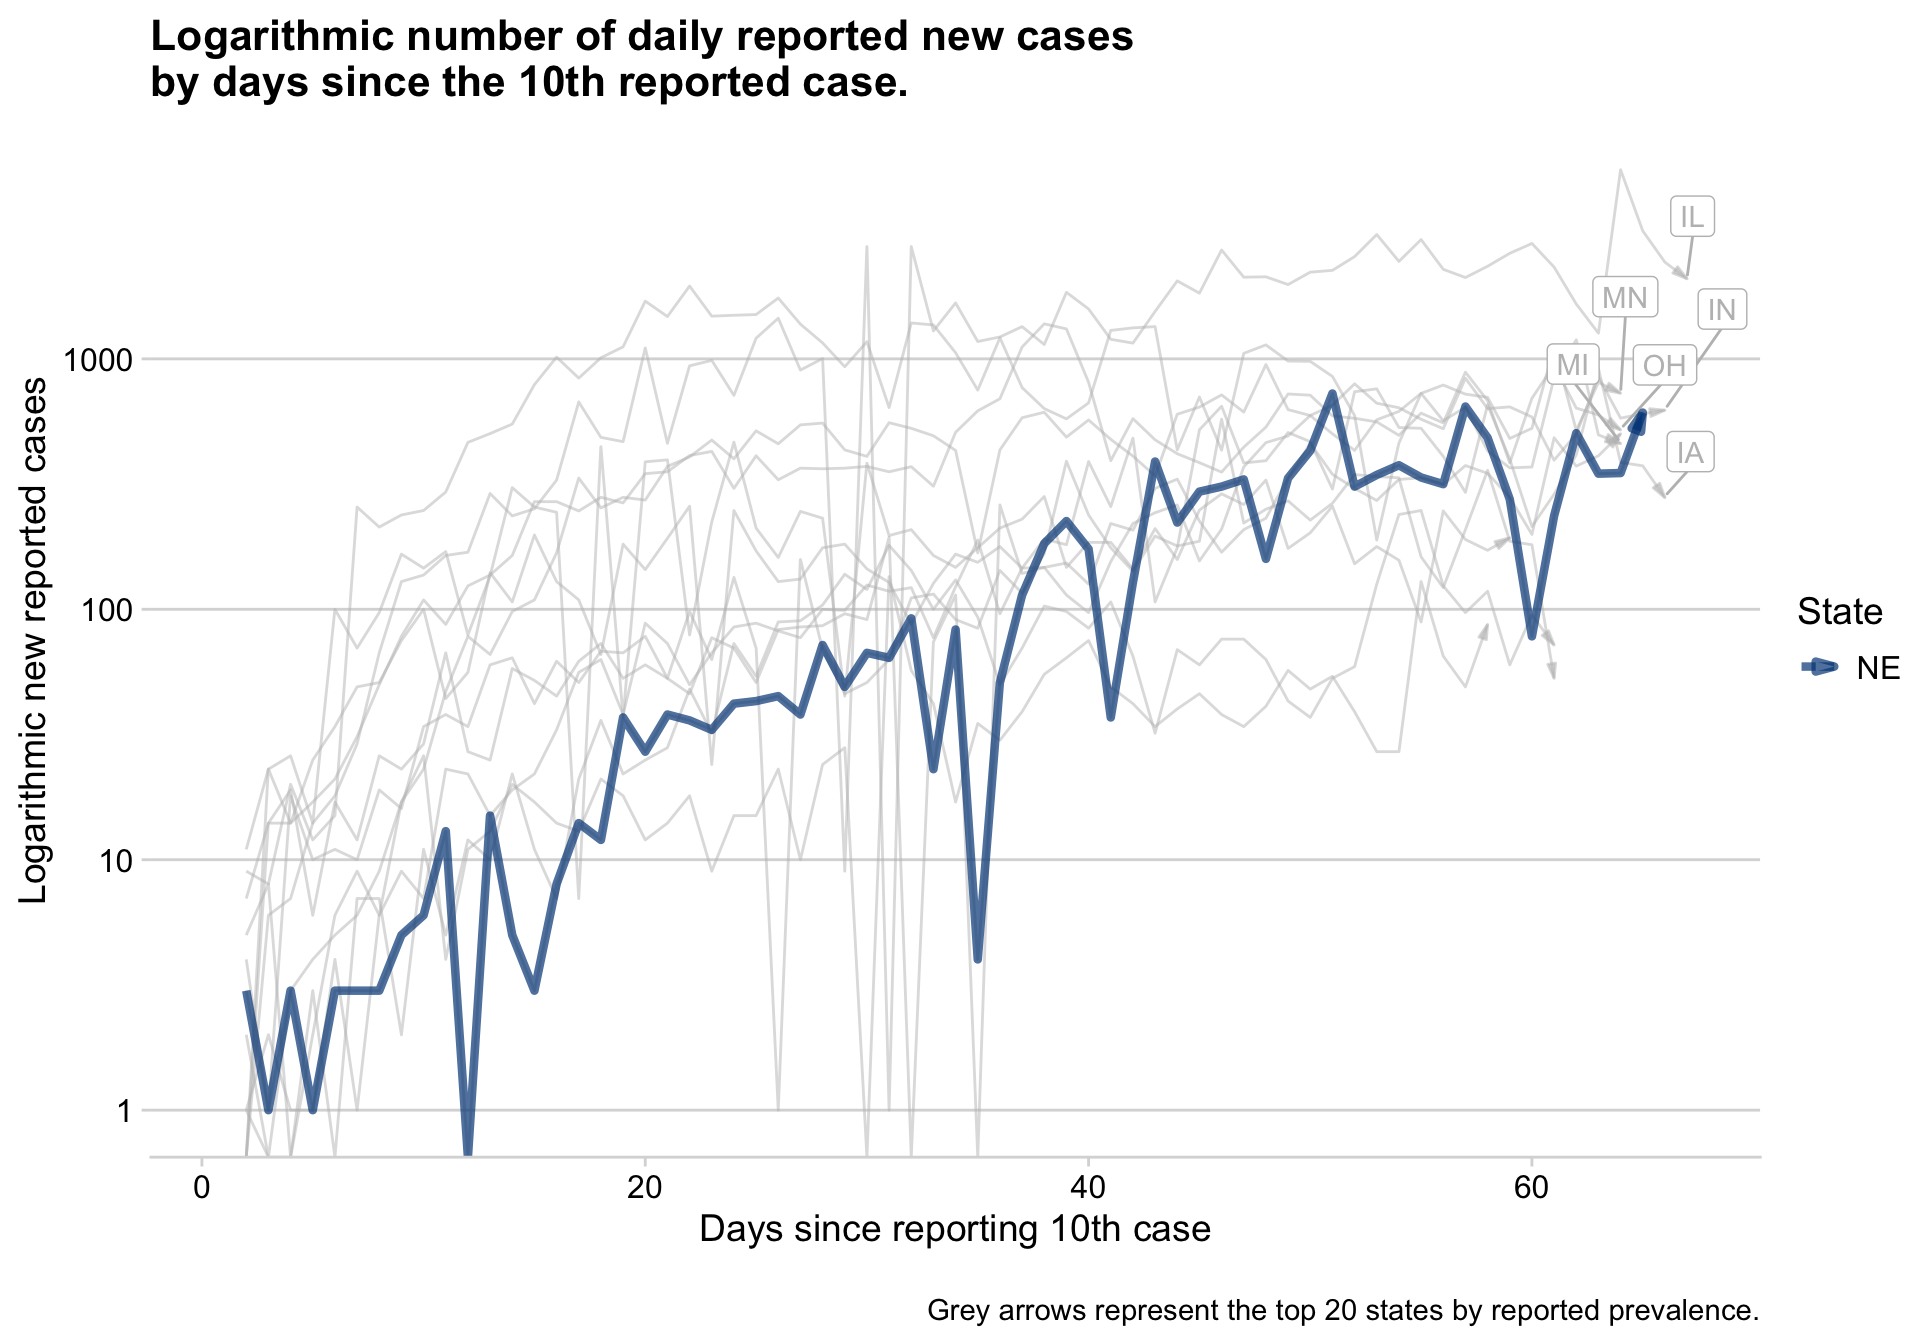 Logarithmic number of daily reported new cases
by days since the 10th reported case.
Logarithmic new reported cases
1000
100
10
1
IL
MN
IN
MI
OH
IA
State
NE
0
20
40
60
Days since reporting 10th case
Grey arrows represent the top 20 states by reported prevalence.